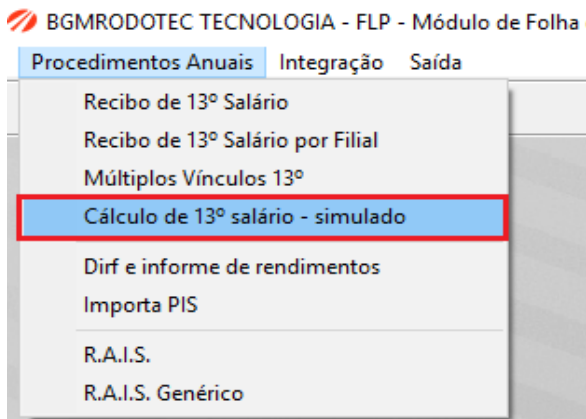 BGMRODOTEC TECNOLOGIA - FLP - Módulo de Folha
Procedimentos Anuais Integração Saída
Recibo de 13º Salário
Recibo de 13º Salário por Filial
Múltiplos Vínculos 13º
Cálculo de 13º salário - simulado
Dirf e informe de rendimentos
Importa PIS
R.A.I.S.
R.A.I.S. Genérico